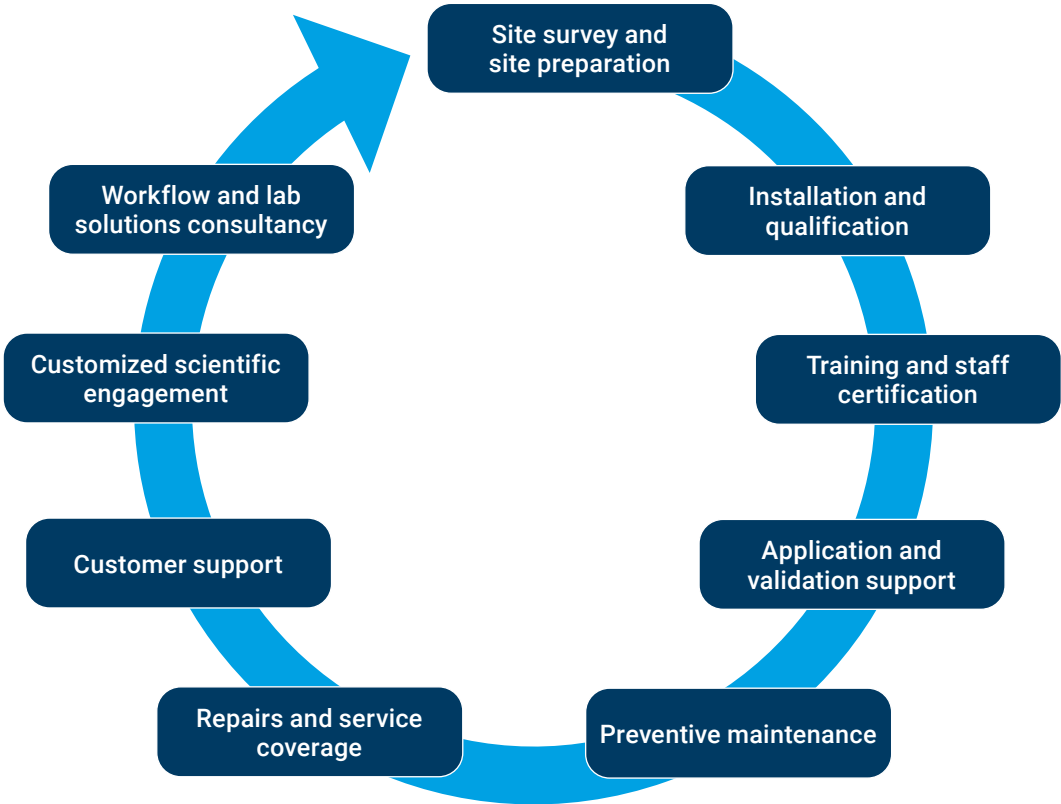 Site survey and
site preparation
Installation and
qualification
Training and staff
certification
Application and
validation support
Preventive maintenance
Repairs and service
coverage
Customer support
Customized scientific
engagement
Workflow and lab
solutions consultancy